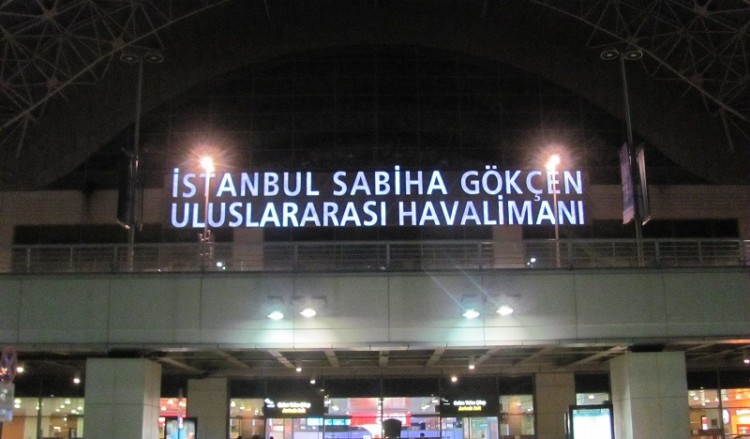 İSTANBUL SABİHA GÖKÇEN
ULUSLARARASI HAVALİMANI